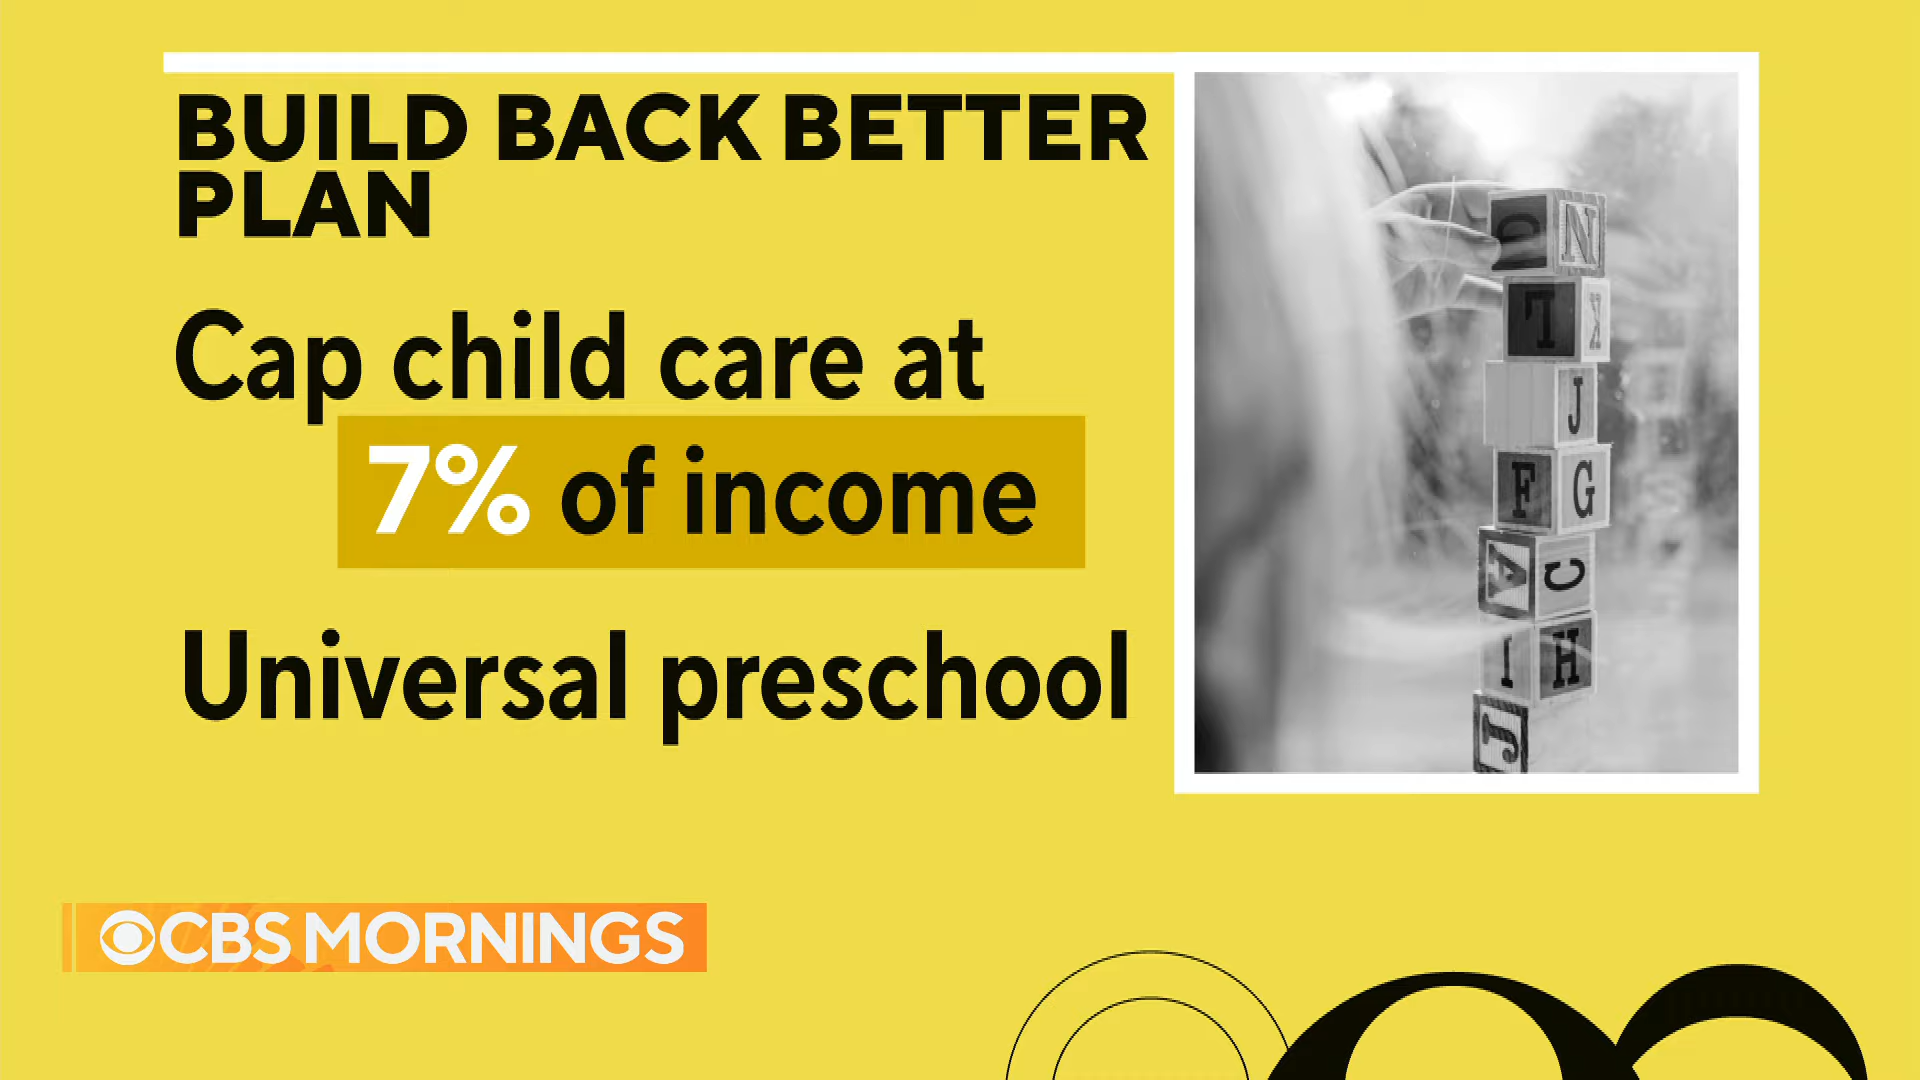 BUILD BACK BETTER
PLAN
Cap child care at
7% of income
Universal preschool
D N
L X
J
F G
A C
I H
J
CBS MORNINGS